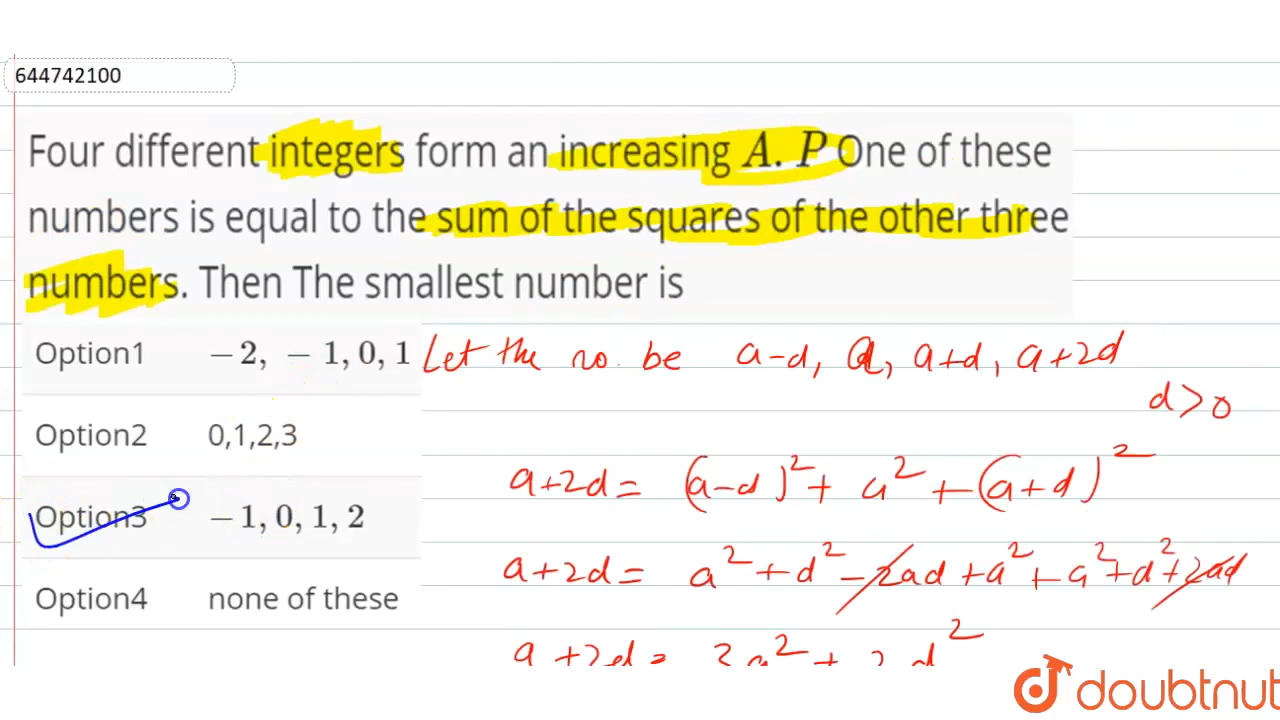 644742100
Four different integers form an increasing A. P One of these
numbers is equal to the sum of the squares of the other three
numbers. Then The smallest number is
Option1 −2, −1, 0, 1
Let the no. be a-d, a, a+d, a+2d
d>0
Option2 0,1,2,3
a+2d = (a-d)² + a² + (a+d)²
Option3 −1, 0, 1, 2
a+2d = a² + d² - 2ad + a² + a² + d² + 2ad
Option4 none of these
a+2d = 3a² + 2d²
doubtnut